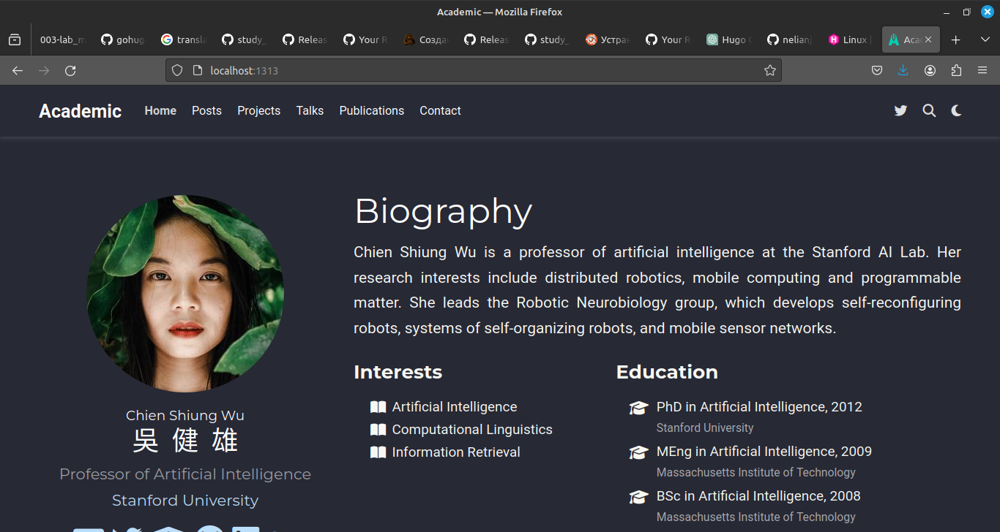 Academic — Mozilla Firefox
003-lab_m
gohug
transla
study_
Releas
Your R
Созда
Releas
study_
Устран
Your R
Hugo
nelianj
Linux
Aca
localhost:1313
Academic
Home
Posts
Projects
Talks
Publications
Contact
Biography
Chien Shiung Wu is a professor of artificial intelligence at the Stanford AI Lab. Her
research interests include distributed robotics, mobile computing and programmable
matter. She leads the Robotic Neurobiology group, which develops self-reconfiguring
robots, systems of self-organizing robots, and mobile sensor networks.
Interests
Artificial Intelligence
Computational Linguistics
Information Retrieval
Education
PhD in Artificial Intelligence, 2012
Stanford University
MEng in Artificial Intelligence, 2009
Massachusetts Institute of Technology
BSc in Artificial Intelligence, 2008
Massachusetts Institute of Technology
Chien Shiung Wu
吳健雄
Professor of Artificial Intelligence
Stanford University